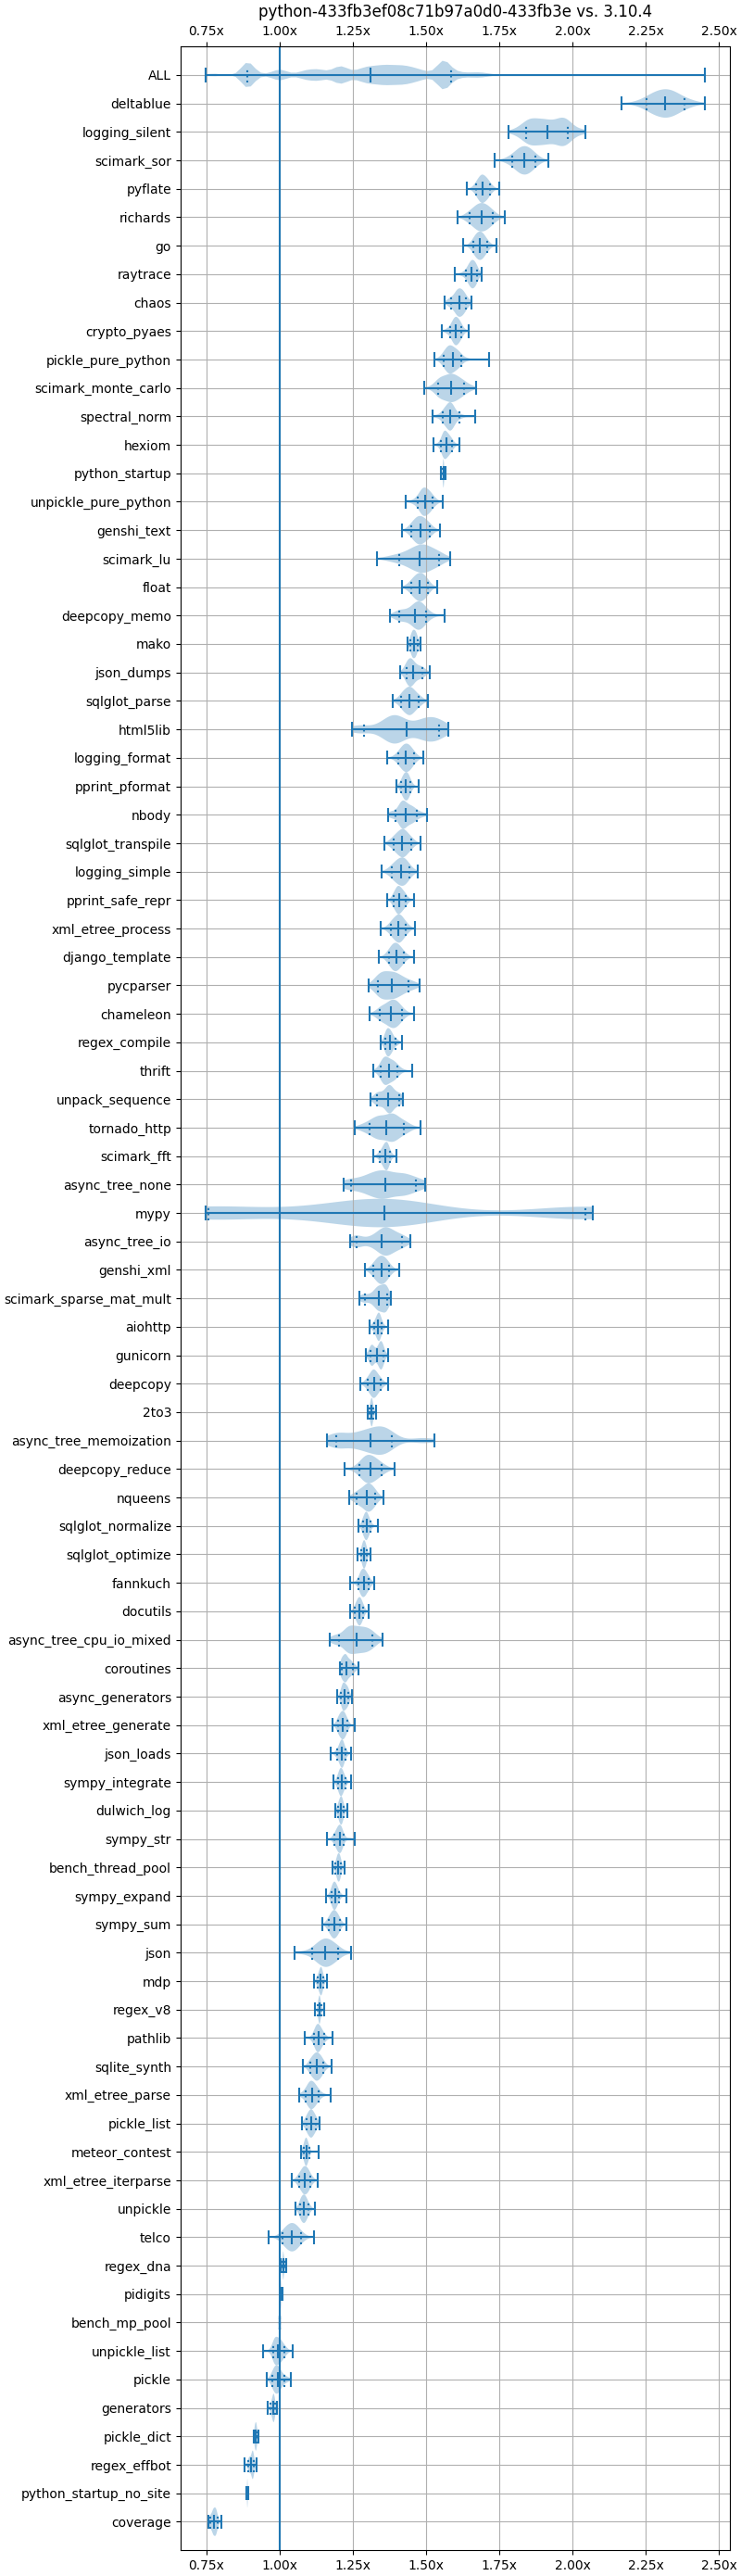 python-433fb3ef08c71b97a0d0-433fb3e vs. 3.10.4
0.75x 1.00x 1.25x 1.50x 1.75x 2.00x 2.25x 2.50x
ALL
deltablue
logging_silent
scimark_sor
pyflate
richards
go
raytrace
chaos
crypto_pyaes
pickle_pure_python
scimark_monte_carlo
spectral_norm
hexiom
python_startup
unpickle_pure_python
genshi_text
scimark_lu
float
deepcopy_memo
mako
json_dumps
sqlglot_parse
html5lib
logging_format
pprint_pformat
nbody
sqlglot_transpile
logging_simple
pprint_safe_repr
xml_etree_process
django_template
pycparser
chameleon
regex_compile
thrift
unpack_sequence
tornado_http
scimark_fft
async_tree_none
mypy
async_tree_io
genshi_xml
scimark_sparse_mat_mult
aiohttp
gunicorn
deepcopy
2to3
async_tree_memoization
deepcopy_reduce
nqueens
sqlglot_normalize
sqlglot_optimize
fannkuch
docutils
async_tree_cpu_io_mixed
coroutines
async_generators
xml_etree_generate
json_loads
sympy_integrate
dulwich_log
sympy_str
bench_thread_pool
sympy_expand
sympy_sum
json
mdp
regex_v8
pathlib
sqlite_synth
xml_etree_parse
pickle_list
meteor_contest
xml_etree_iterparse
unpickle
telco
regex_dna
pidigits
bench_mp_pool
unpickle_list
pickle
generators
pickle_dict
regex_effbot
python_startup_no_site
coverage
0.75x 1.00x 1.25x 1.50x 1.75x 2.00x 2.25x 2.50x